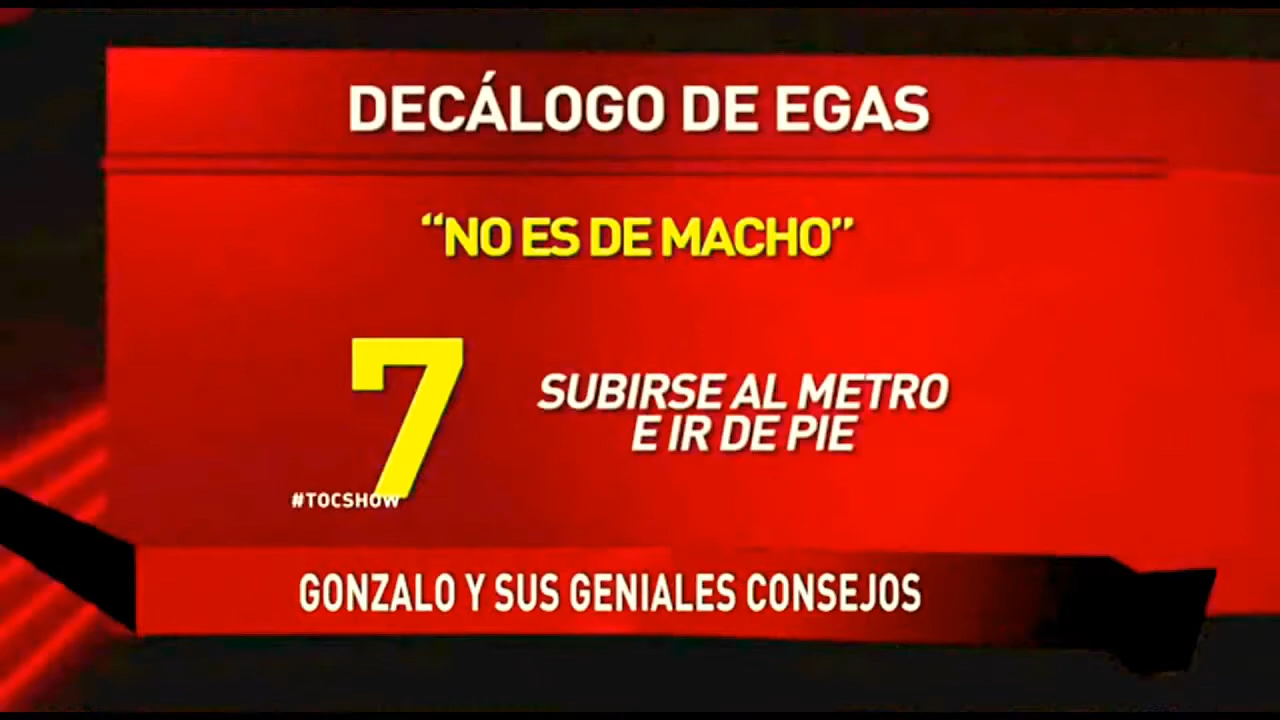 DECÁLOGO DE EGAS
“NO ES DE MACHO”
7
SUBIRSE AL METRO
E IR DE PIE
#TOCSHOW
GONZALO Y SUS GENIALES CONSEJOS